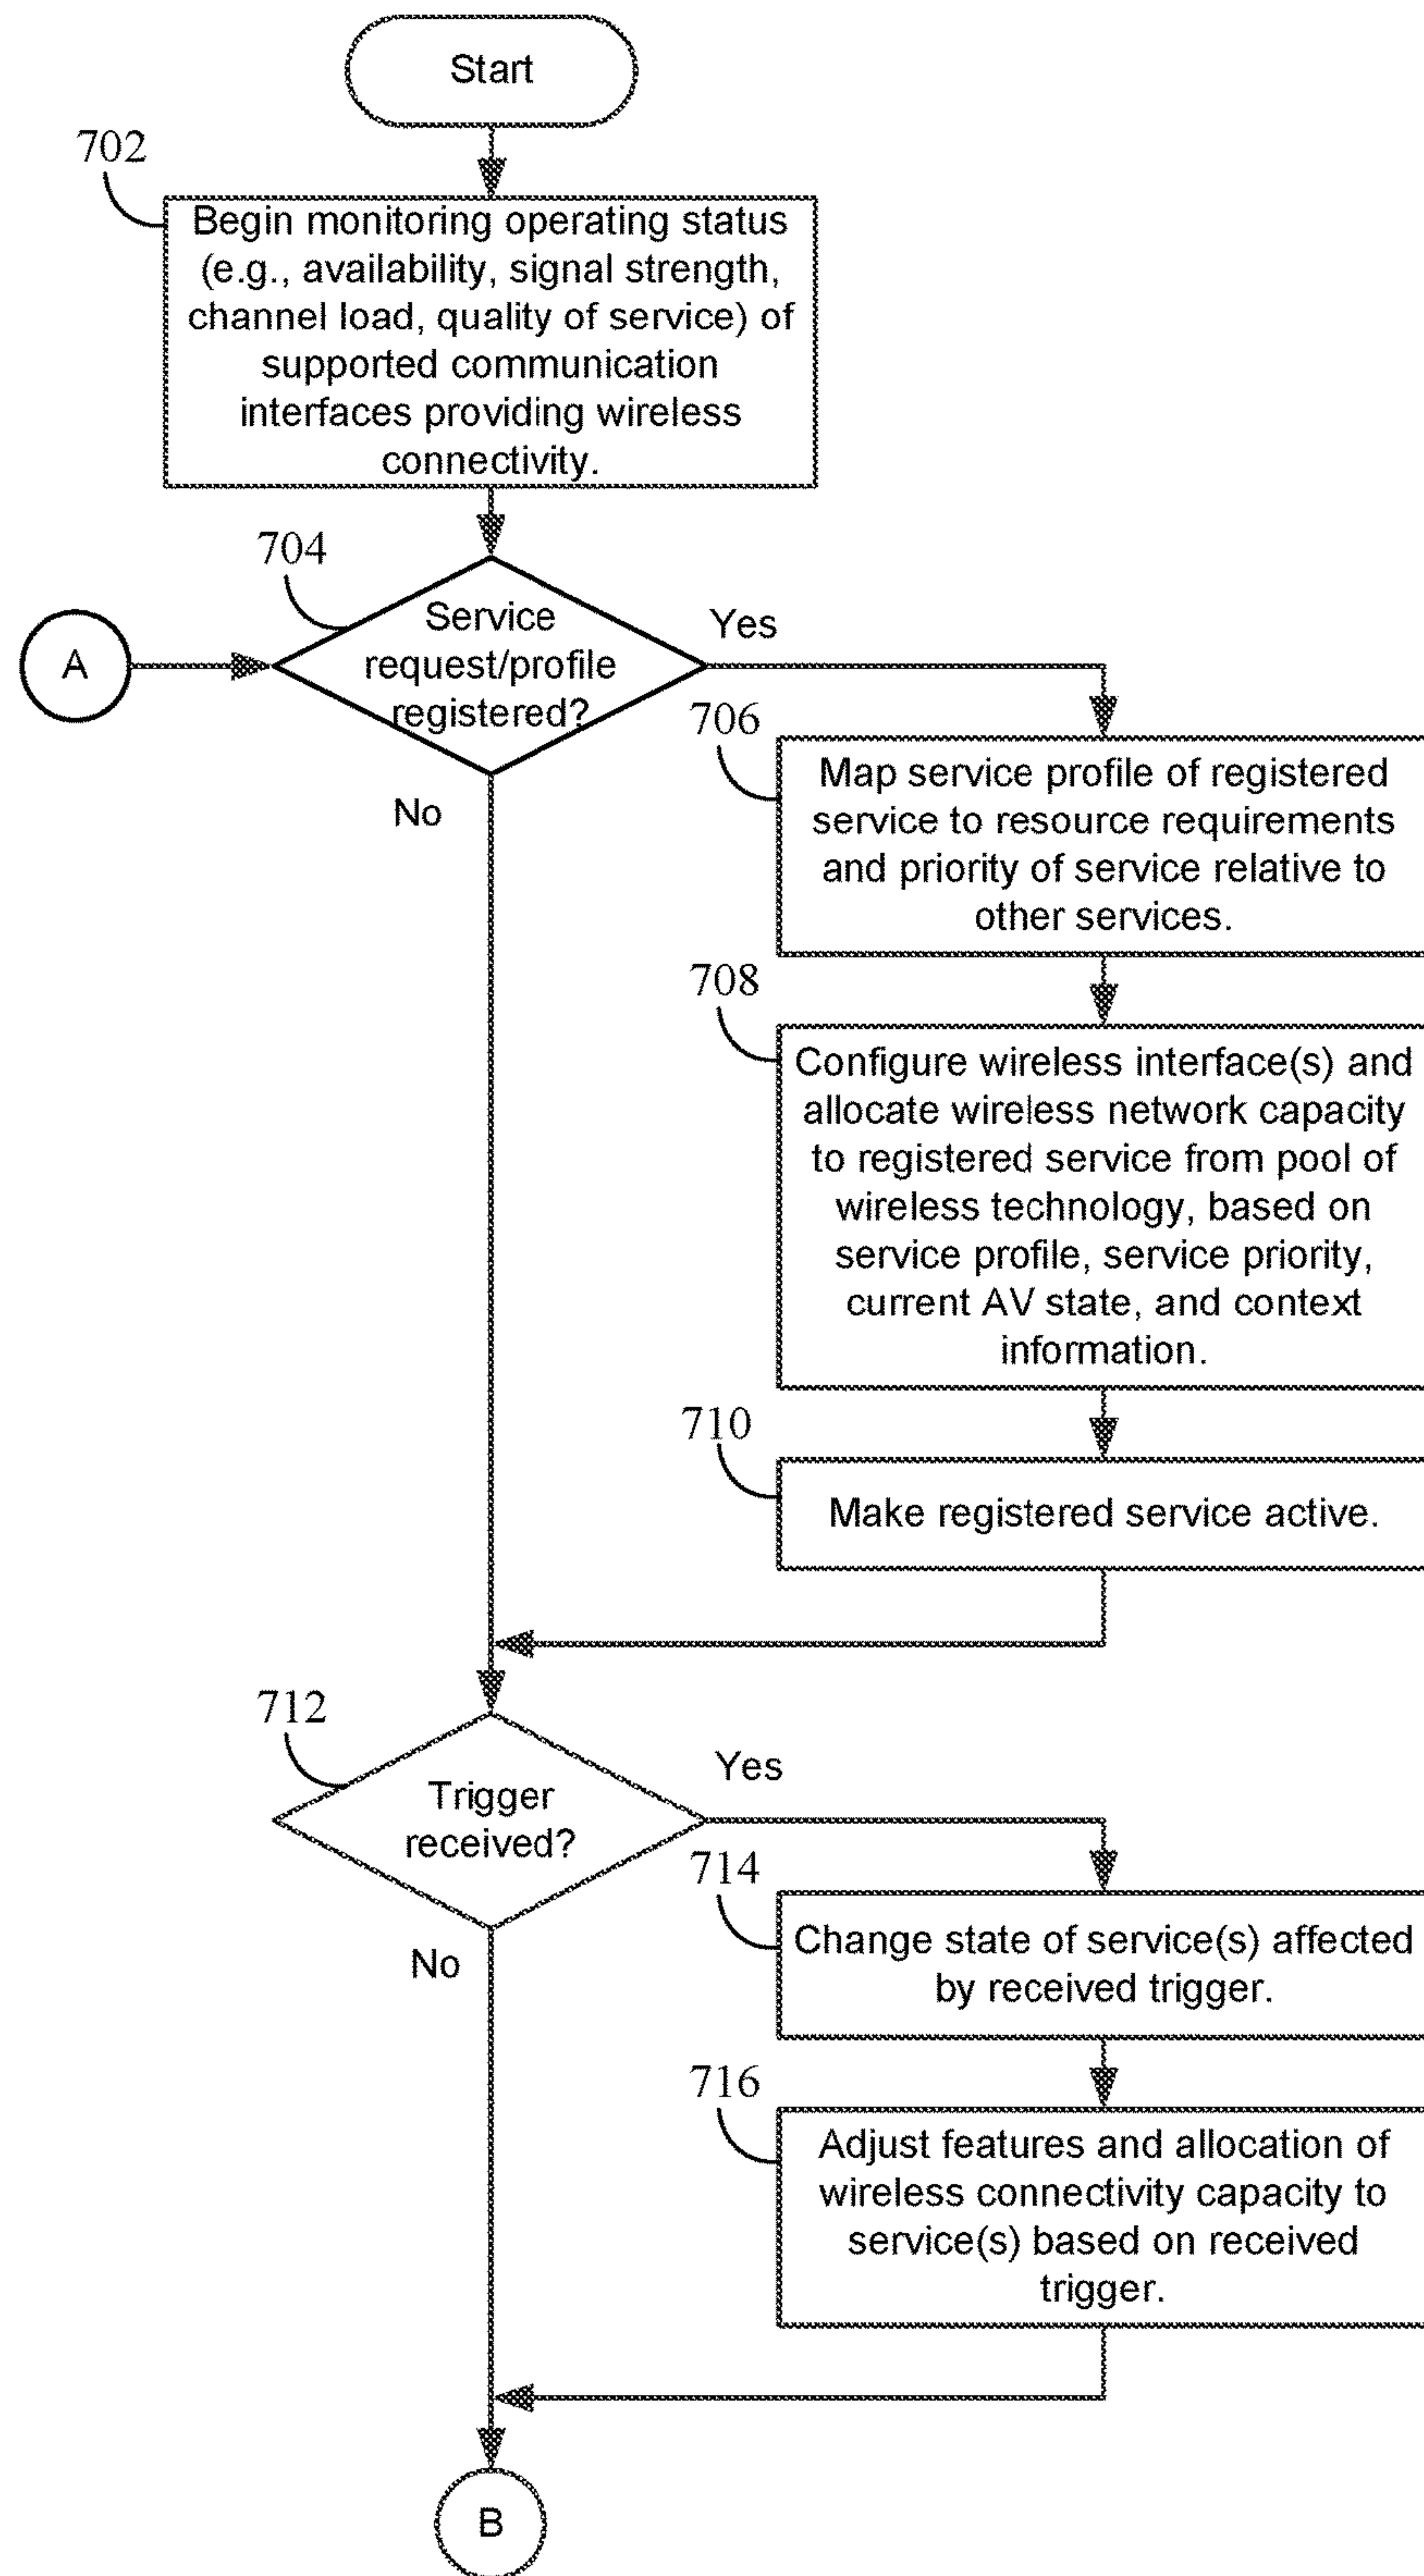 Start
702
Begin monitoring operating status
(e.g., availability, signal strength,
channel load, quality of service) of
supported communication
interfaces providing wireless
connectivity.
704
Service
request/profile
registered?
Yes
A
No
706
Map service profile of registered
service to resource requirements
and priority of service relative to
other services.
708
Configure wireless interface(s) and
allocate wireless network capacity
to registered service from pool of
wireless technology, based on
service profile, service priority,
current AV state, and context
information.
710
Make registered service active.
712
Trigger
received?
Yes
No
714
Change state of service(s) affected
by received trigger.
716
Adjust features and allocation of
wireless connectivity capacity to
service(s) based on received
trigger.
B